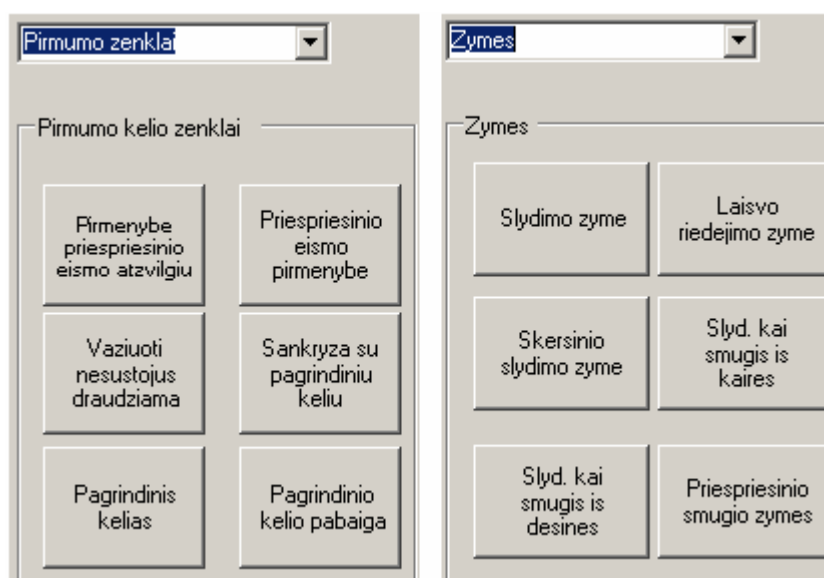 Pirmumo zenklai
Pirmumo kelio zenklai
Pirmenybe
priespriesinio
eismo atzvilgiu
Priespriesinio
eismo
pirmenybe
Vaziuoti
nesustojus
draudziama
Sankryza su
pagrindiniu
keliu
Pagrindinis
kelias
Pagrindinio
kelio pabaiga
Zymes
Zymes
Slydimo zyme
Laisvo
riedejimo zyme
Skersinio
slydimo zyme
Slyd. kai
smugis is
kaires
Slyd. kai
smugis is
desines
Priespriesinio
smugio zymes